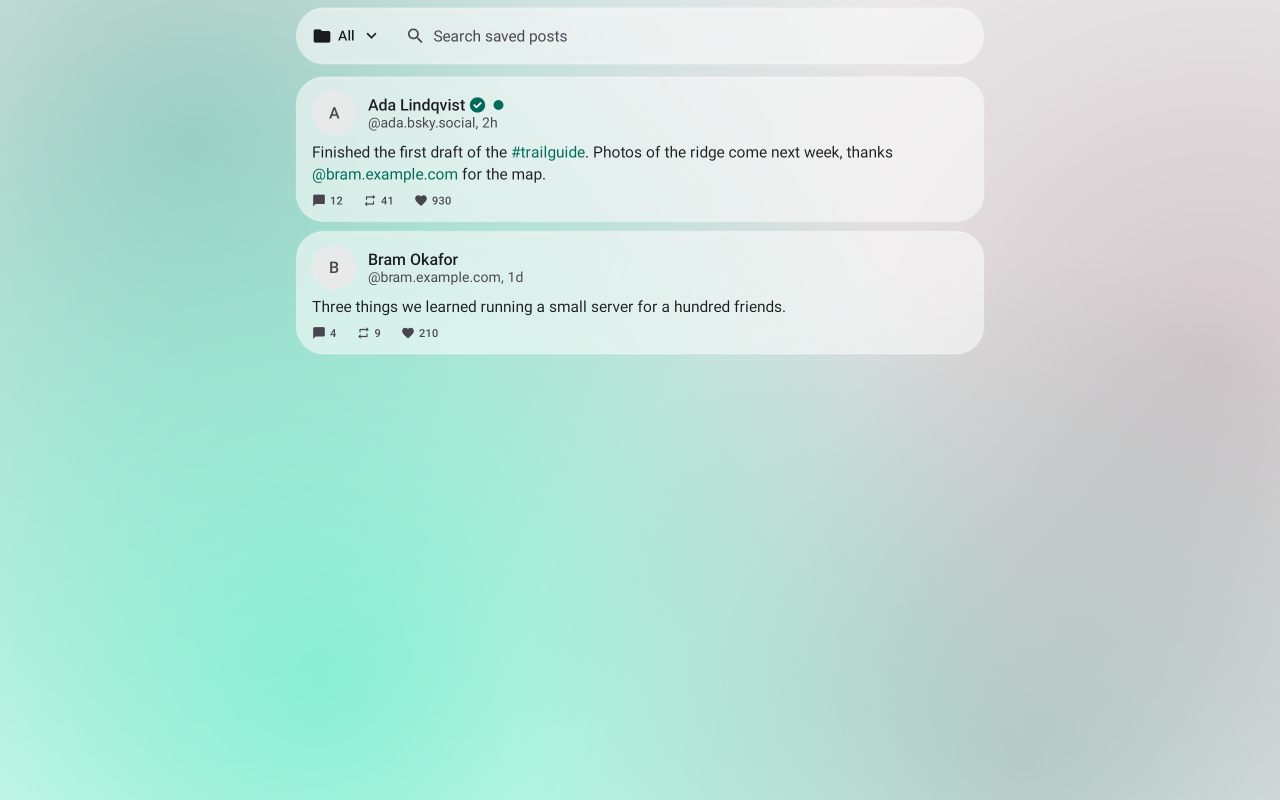 All
Search saved posts
A
Ada Lindqvist
@ada.bsky.social, 2h
Finished the first draft of the #trailguide. Photos of the ridge come next week, thanks
@bram.example.com for the map.
12 41 930
B
Bram Okafor
@bram.example.com, 1d
Three things we learned running a small server for a hundred friends.
4 9 210